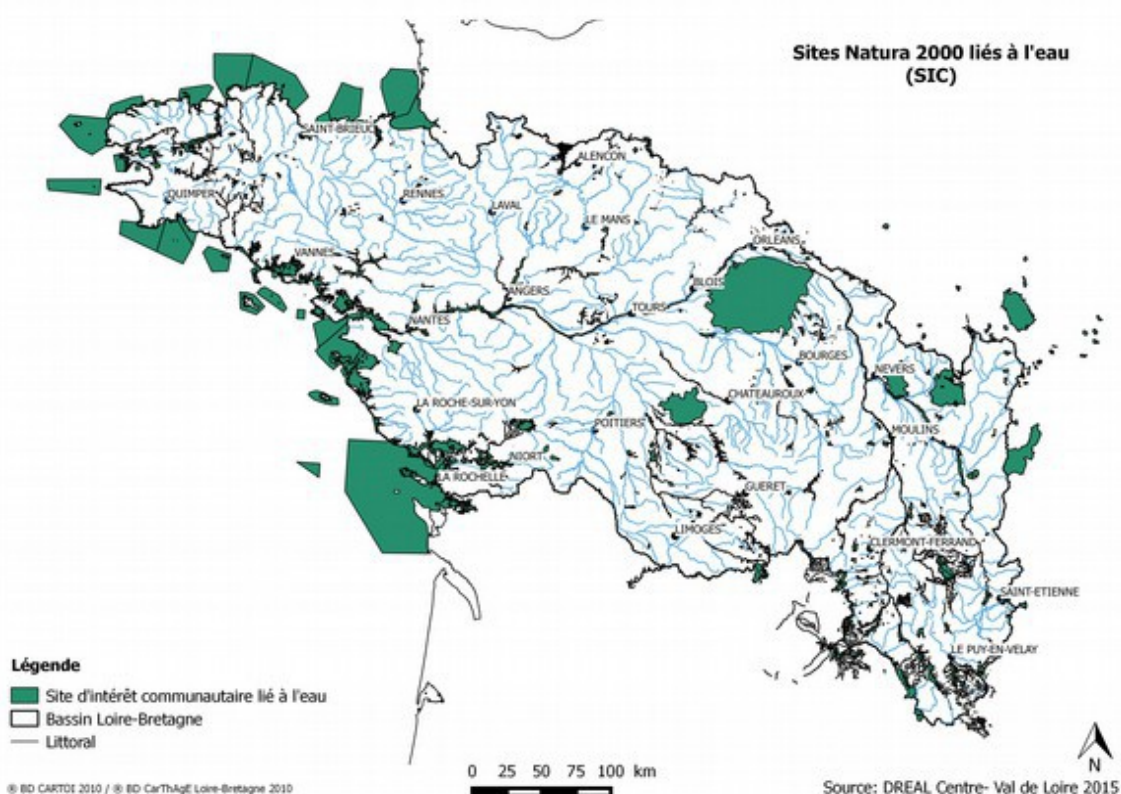 Sites Natura 2000 liés à l'eau
(SIC)
SAINT-BRIEUC
ALENCON
QUIMPER
RENNES
LAVAL
LE MANS
ORLEANS
VANNES
BLOIS
ANGERS
TOURS
NANTES
BOURGES
NEVERS
CHATEAUROUX
LA ROCHE-SUR-YON
POITIERS
MOULINS
NIORT
LA ROCHELLE
GUERET
LIMOGES
CLERMONT-FERRAND
SAINT-ETIENNE
LE PUY-EN-VELAY
Légende
Site d'intérêt communautaire lié à l'eau
Bassin Loire-Bretagne
Littoral
N
0 25 50 75 100 km
® BD CARTO1 2010 / ® BD CarThAgE Loire-Bretagne 2010
Source: DREAL Centre- Val de Loire 2015